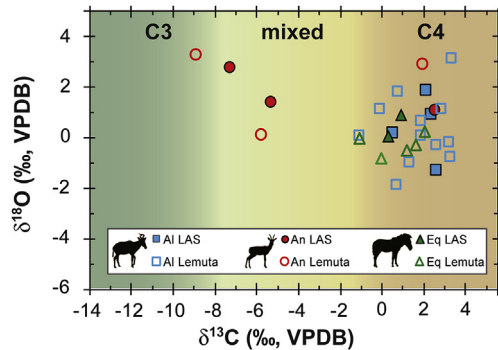 C3 mixed C4
4
2
0
-2
-4
-6
δ18O (‰, VPDB)
Al LAS An LAS Eq LAS
Al Lemuta An Lemuta Eq Lemuta
-14 -12 -10 -8 -6 -4 -2 0 2 4
δ13C (‰, VPDB)